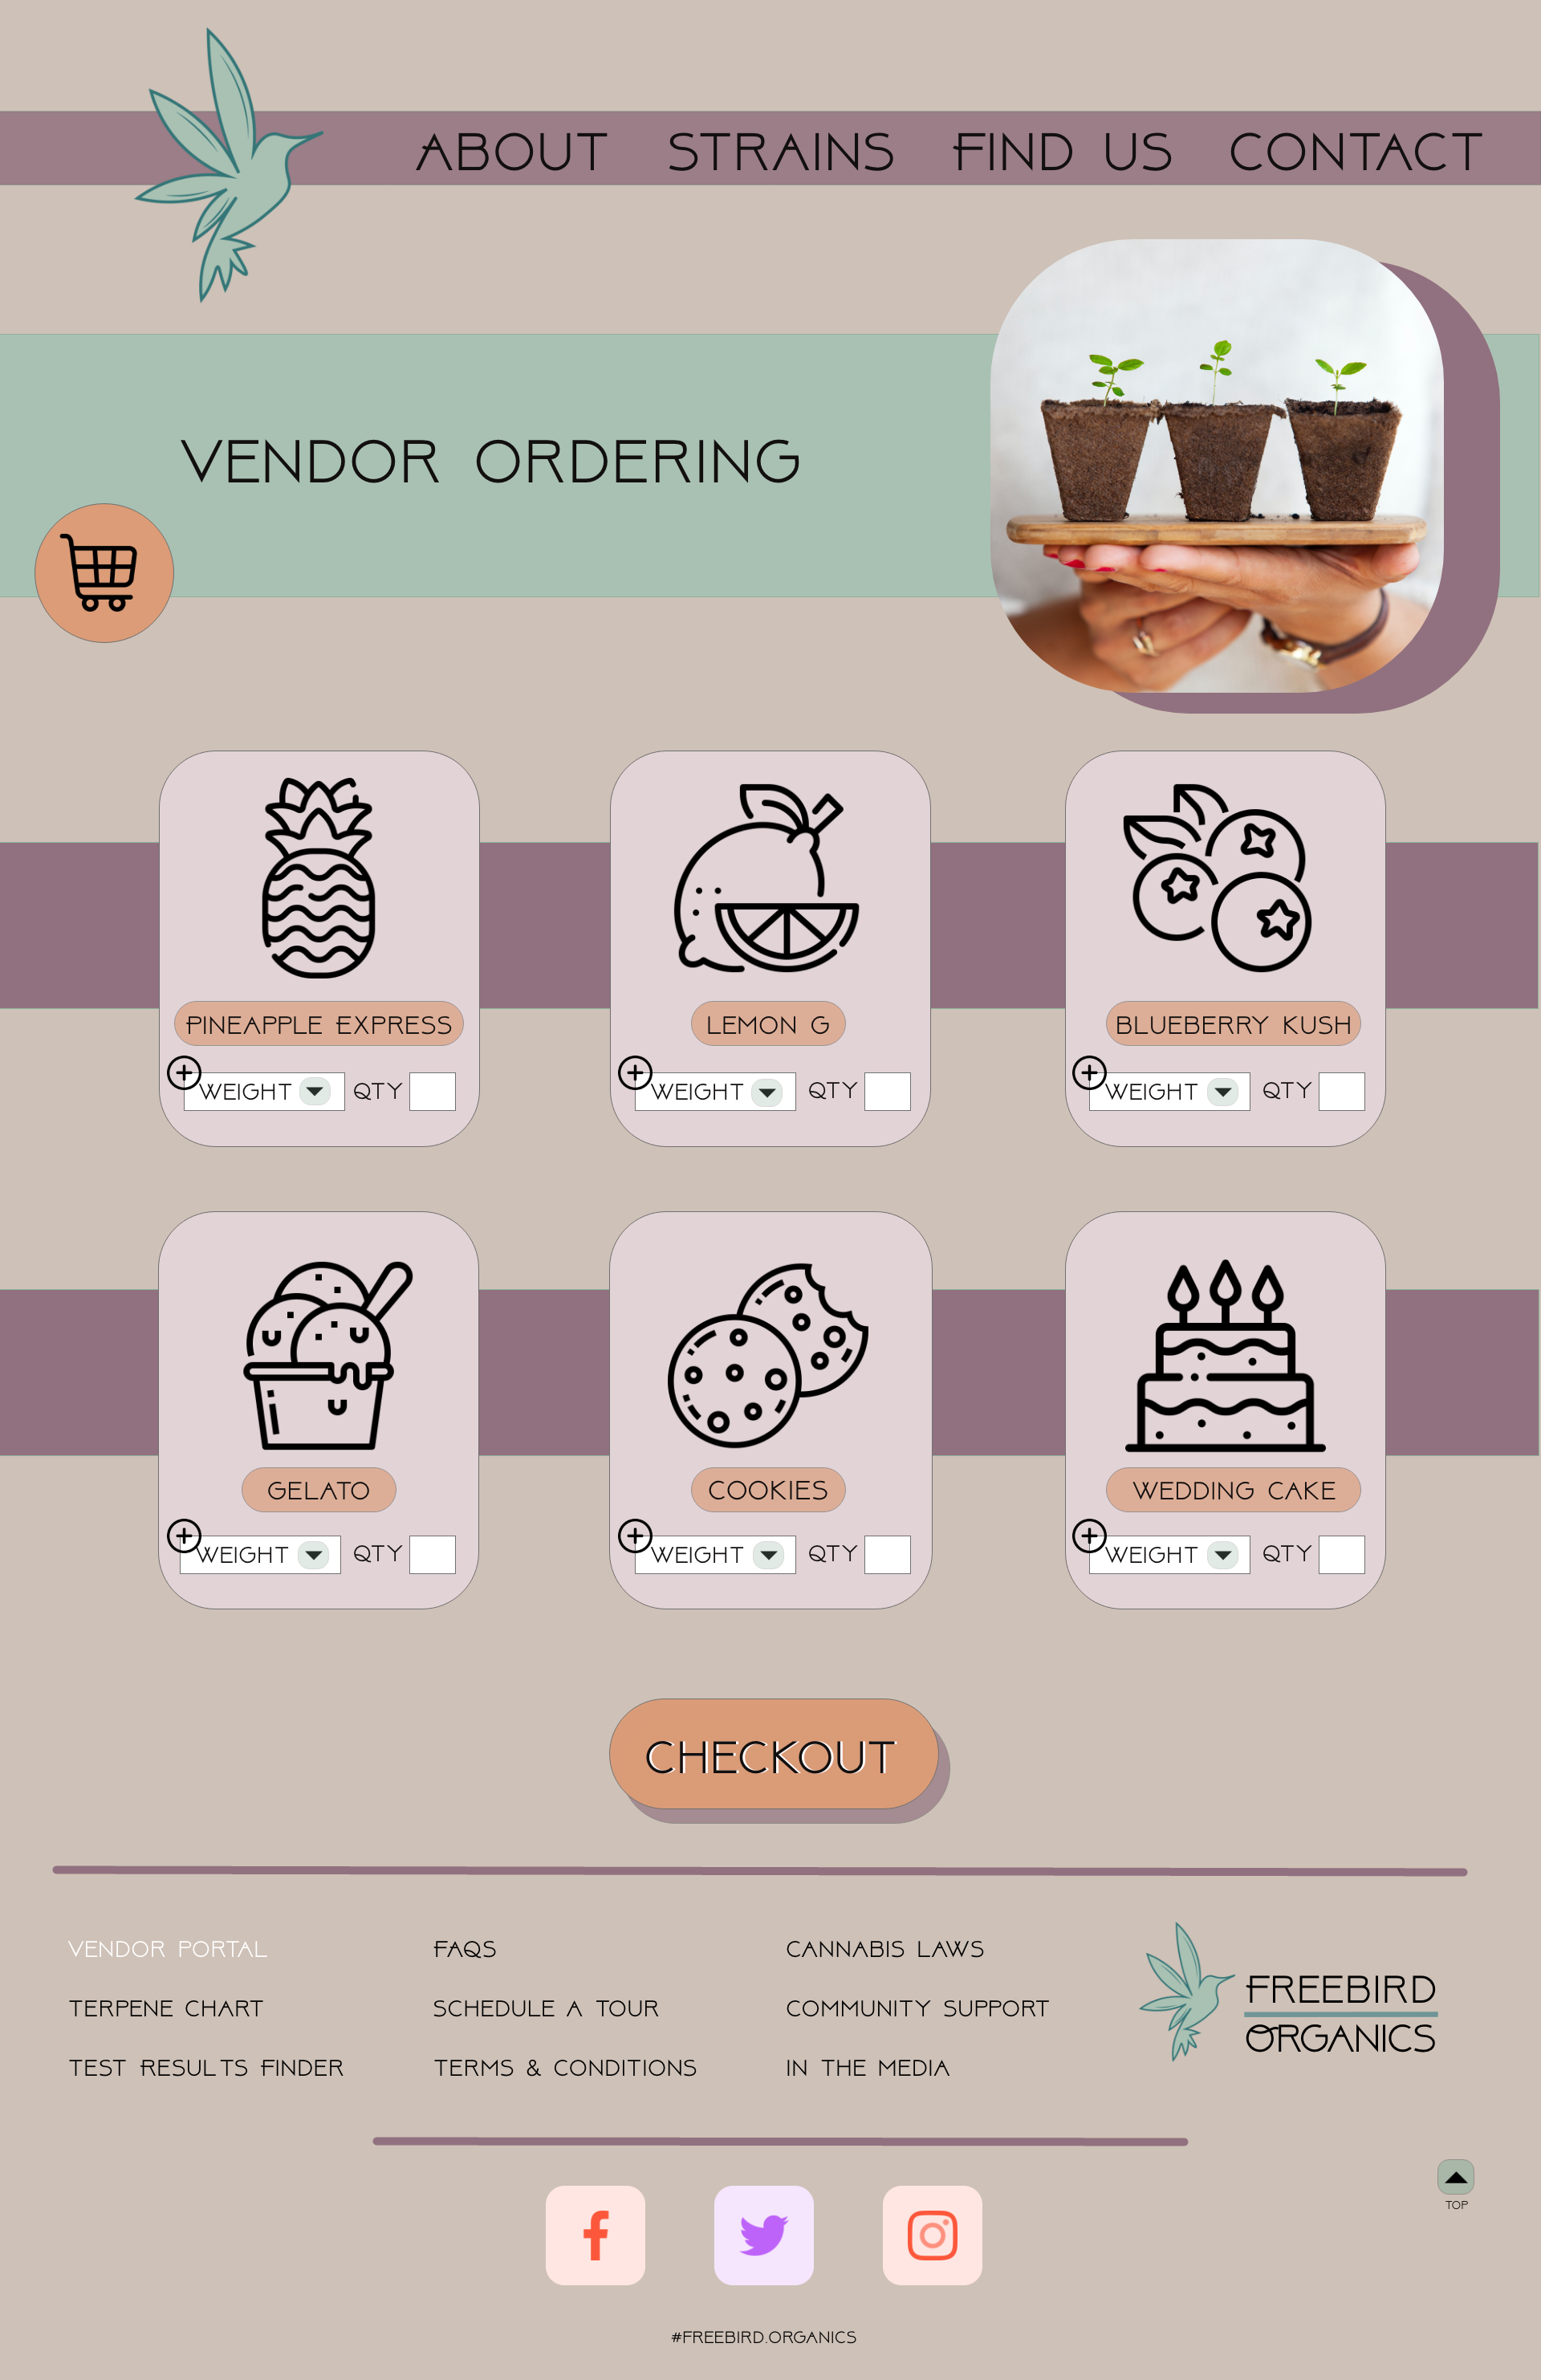 ABOUT STRAINS FIND US CONTACT
VENDOR ORDERING
PINEAPPLE EXPRESS
WEIGHT QTY
LEMON G
WEIGHT QTY
BLUEBERRY KUSH
WEIGHT QTY
GELATO
WEIGHT QTY
COOKIES
WEIGHT QTY
WEDDING CAKE
WEIGHT QTY
CHECKOUT
VENDOR PORTAL
TERPENE CHART
TEST RESULTS FINDER
FAQS
SCHEDULE A TOUR
TERMS & CONDITIONS
CANNABIS LAWS
COMMUNITY SUPPORT
IN THE MEDIA
FREEBIRD
ORGANICS
TOP
#FREEBIRD.ORGANICS